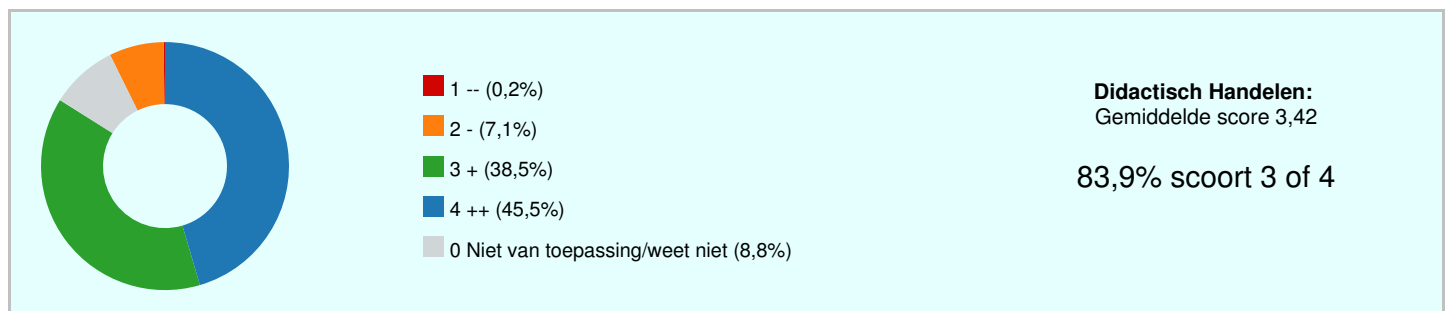 1 -- (0,2%)
2 - (7,1%)
3 + (38,5%)
4 ++ (45,5%)
0 Niet van toepassing/weet niet (8,8%)
Didactisch Handelen:
Gemiddelde score 3,42
83,9% scoort 3 of 4